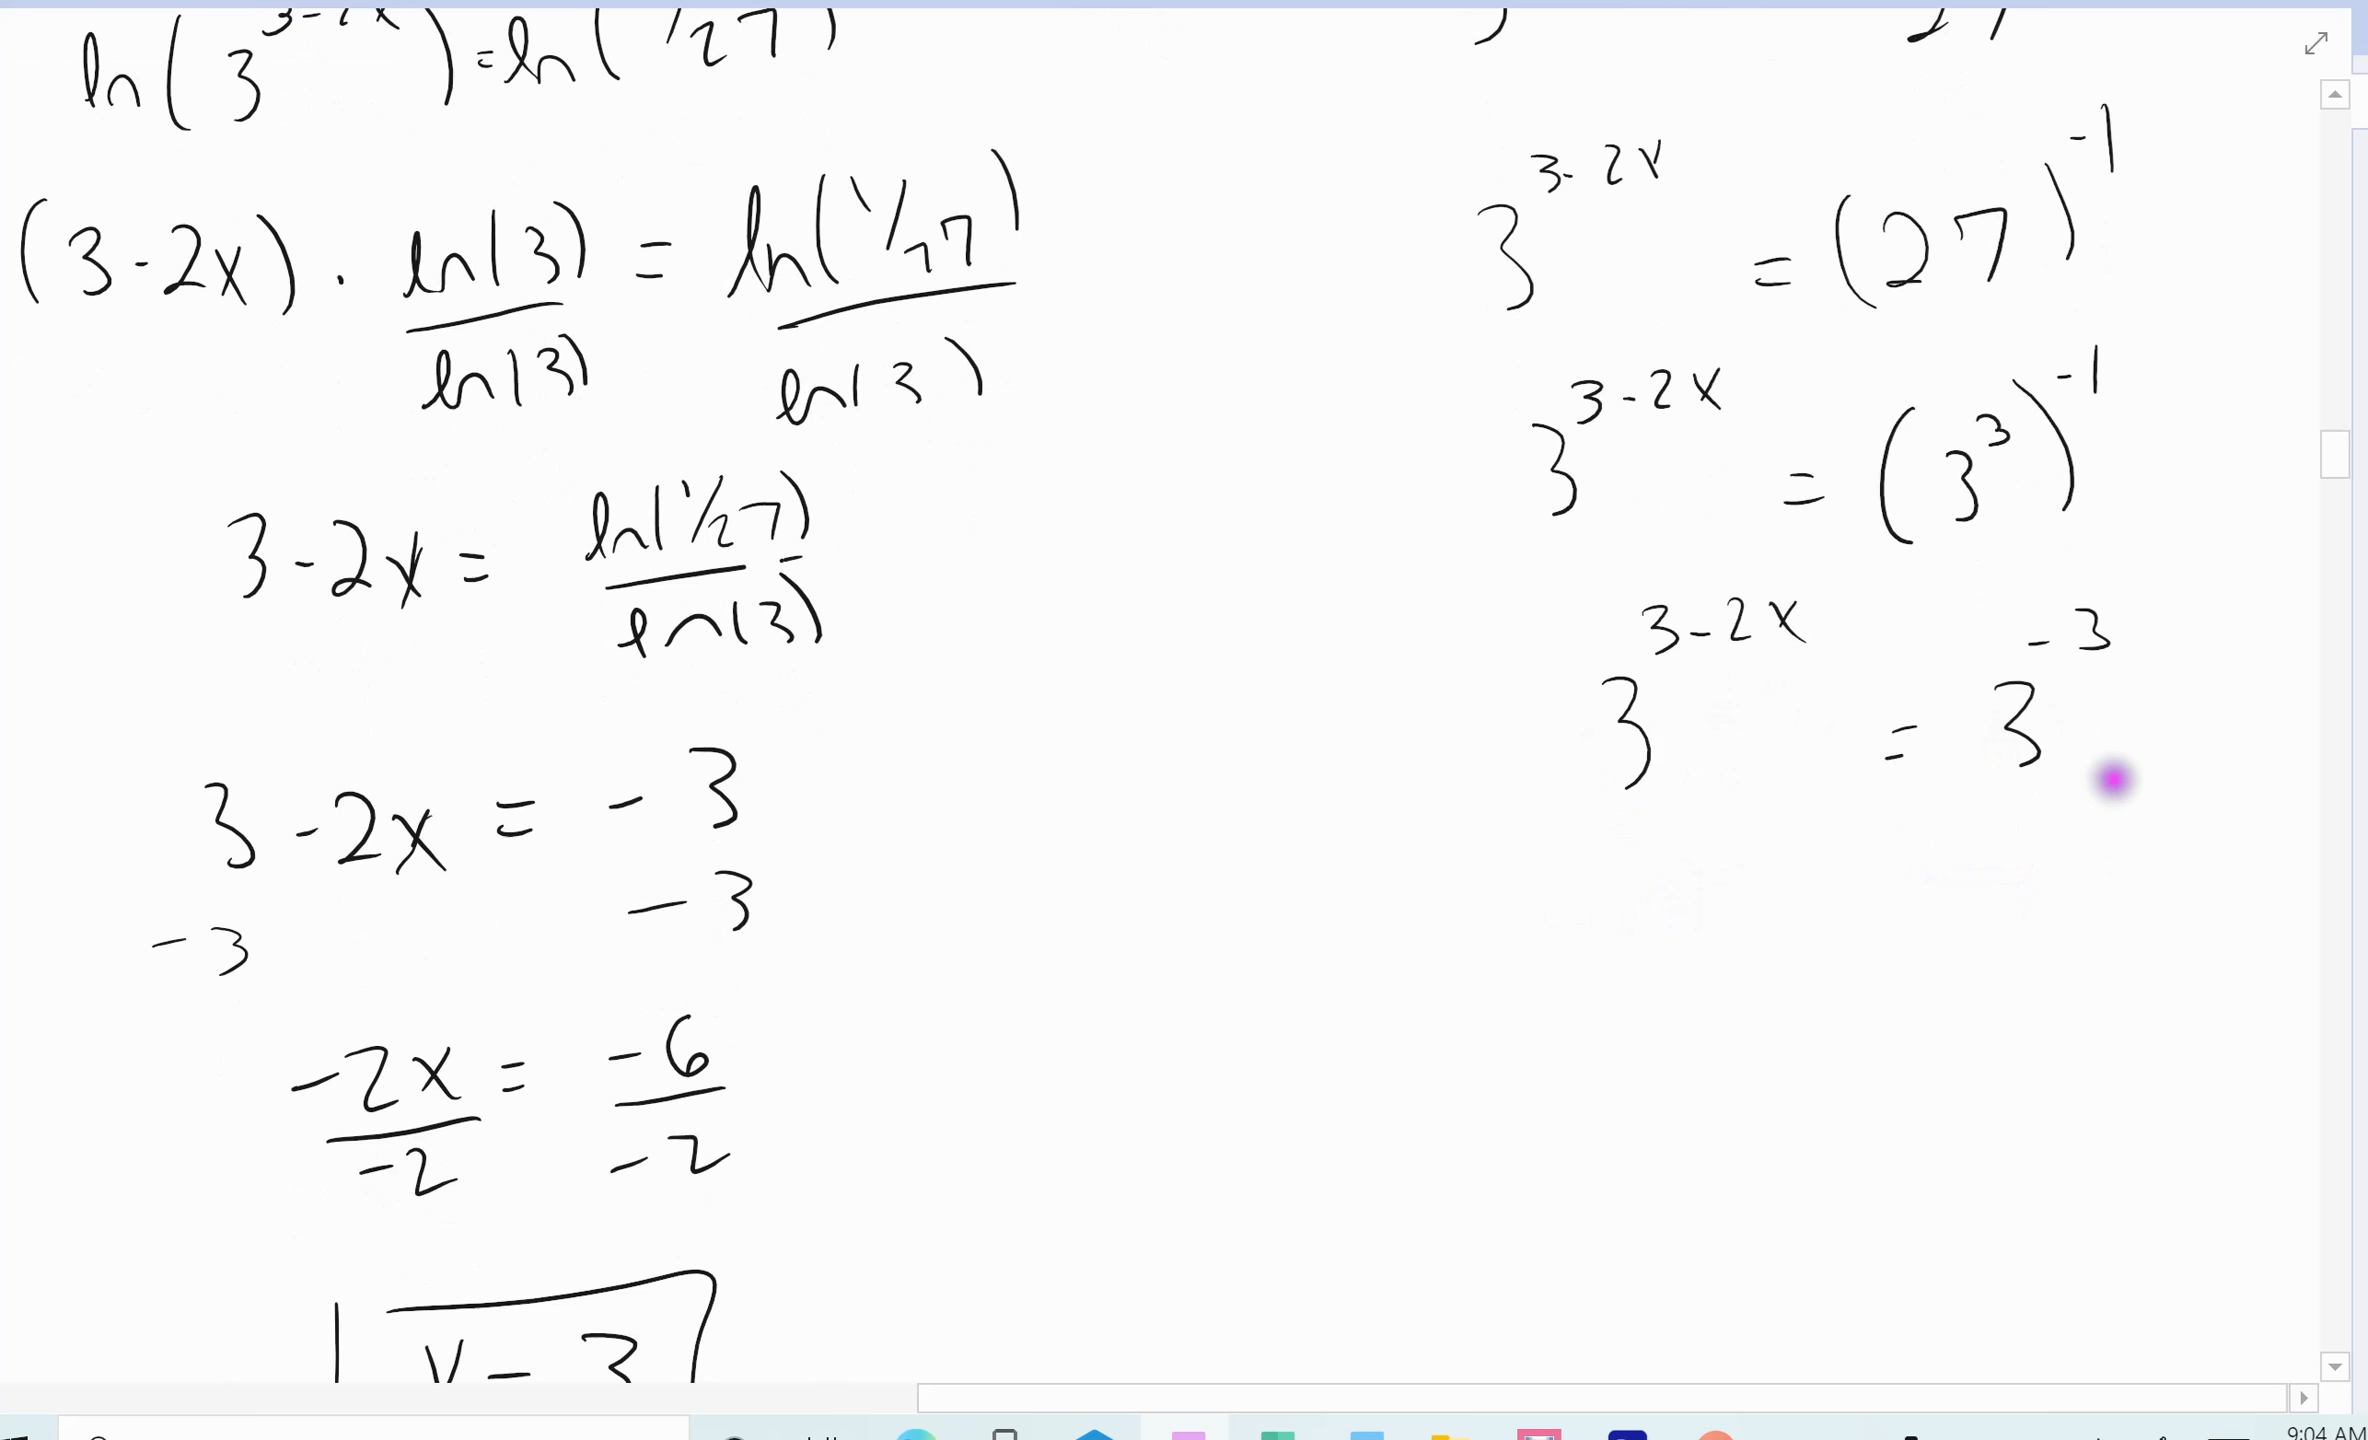 ln(3^(3-2x)) = ln(1/27)
(3-2x) · ln(3)/ln(3) = ln(1/27)/ln(3)
3-2x = ln(1/27)/ln(3)
3-2x = -3
-3 -3
-2x/-2 = -6/-2
x = 3
27
3^(3-2x) = (27)^-1
3^(3-2x) = (3^3)^-1
3^(3-2x) = 3^-3
9:04 AM